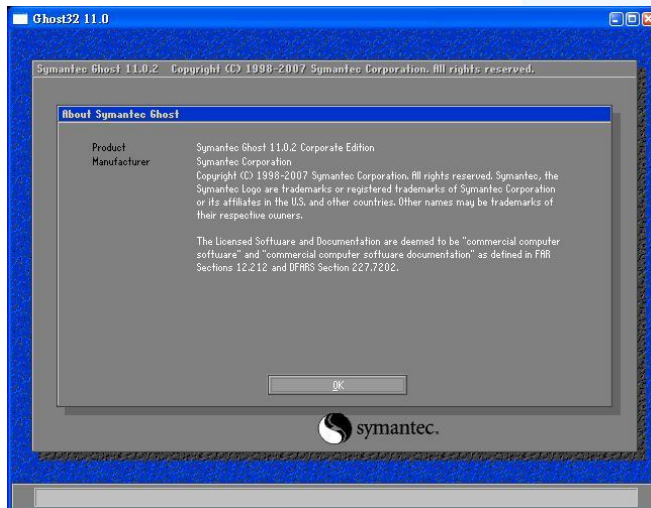 Ghost32 11.0
Symantec Ghost 11.0.2 Copyright (C) 1998-2007 Symantec Corporation. All rights reserved.
About Symantec Ghost
Product Symantec Ghost 11.0.2 Corporate Edition
Manufacturer Symantec Corporation
Copyright (C) 1998-2007 Symantec Corporation. All rights reserved. Symantec, the
Symantec Logo are trademarks or registered trademarks of Symantec Corporation
or its affiliates in the U.S. and other countries. Other names may be trademarks of
their respective owners.
The Licensed Software and Documentation are deemed to be "commercial computer
software" and "commercial computer software documentation" as defined in FAR
Sections 12.212 and DFARS Section 227.7202.
OK
symantec.